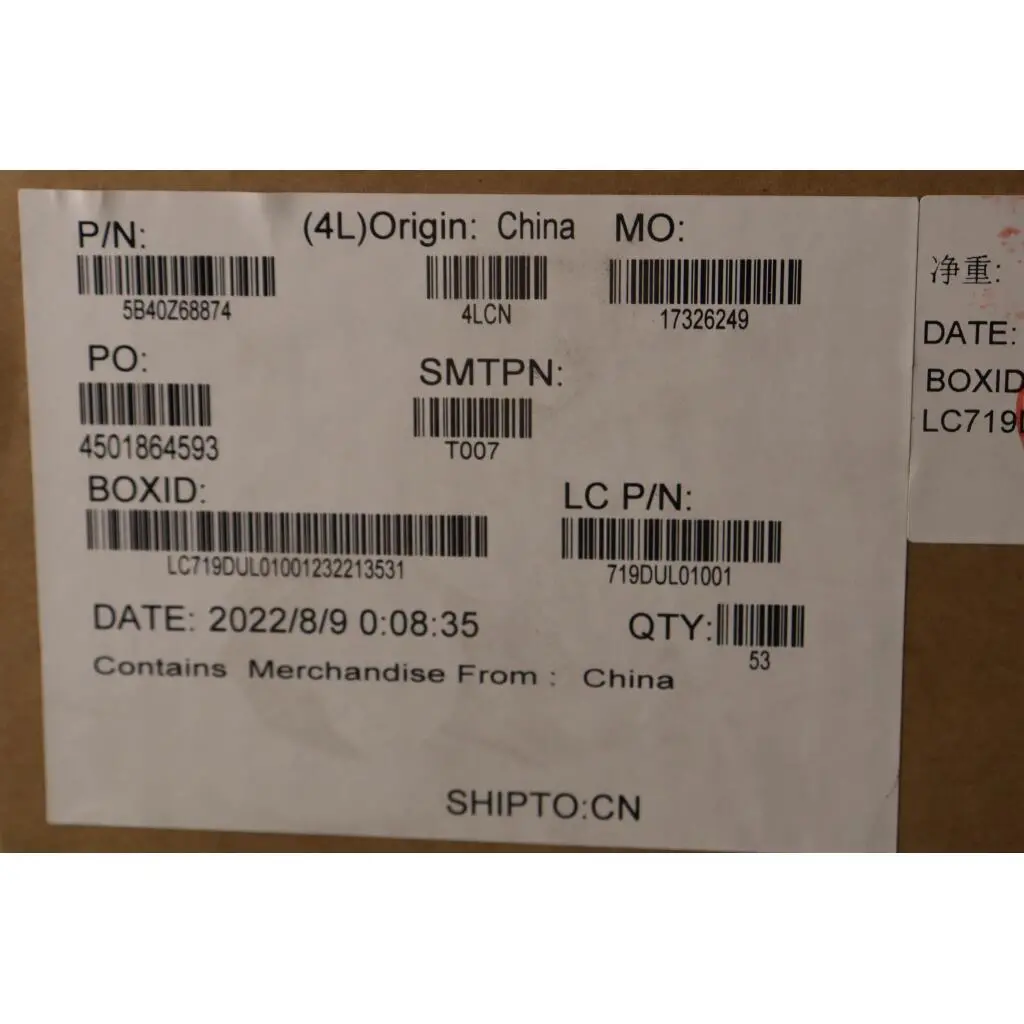 P/N:
(4L)Origin: China
MO:
5B40Z68874
4LCN
17326249
PO:
SMTPN:
4501864593
T007
BOXID:
LC P/N:
LC719DUL01001232213531
719DUL01001
DATE: 2022/8/9 0:08:35
QTY:
53
Contains Merchandise From : China
SHIPTO:CN
净重:
DATE:
BOXID
LC719